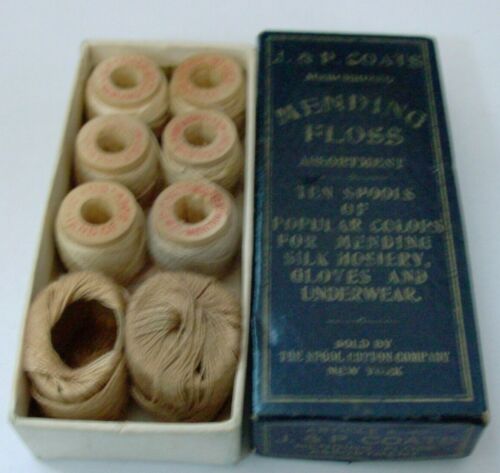 J. & P. COATS
MENDING
FLOSS
ASSORTMENT
TEN SPOOLS
OF
POPULAR COLORS
FOR MENDING
SILK HOSIERY,
GLOVES AND
UNDERWEAR.
SOLD BY
THE SPOOL COTTON COMPANY
NEW YORK
J. & P. COATS